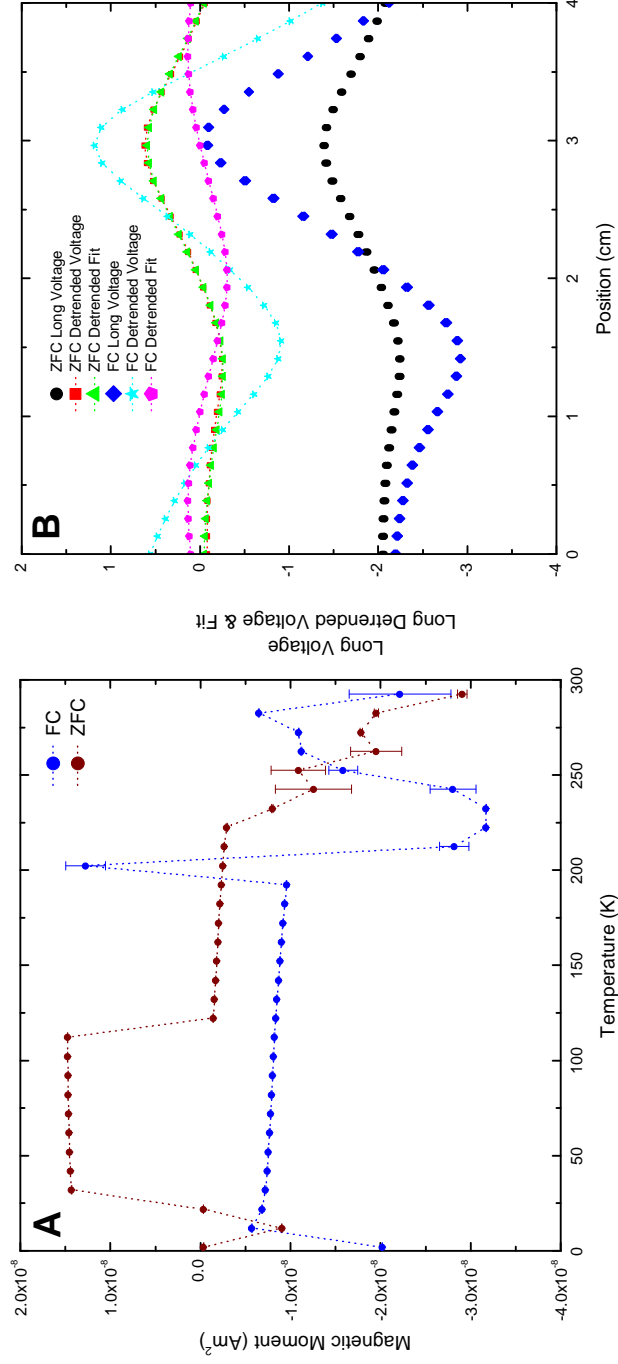 A
FC
ZFC
2.0x10-8
1.0x10-8
0.0
-1.0x10-8
-2.0x10-8
-3.0x10-8
-4.0x10-8
Magnetic Moment (Am2)
0
50
100
150
200
250
300
Temperature (K)
B
ZFC Long Voltage
ZFC Detrended Voltage
ZFC Detrended Fit
FC Long Voltage
FC Detrended Voltage
FC Detrended Fit
2
1
0
-1
-2
-3
-4
Long Voltage
Long Detrended Voltage & Fit
0
1
2
3
4
Position (cm)